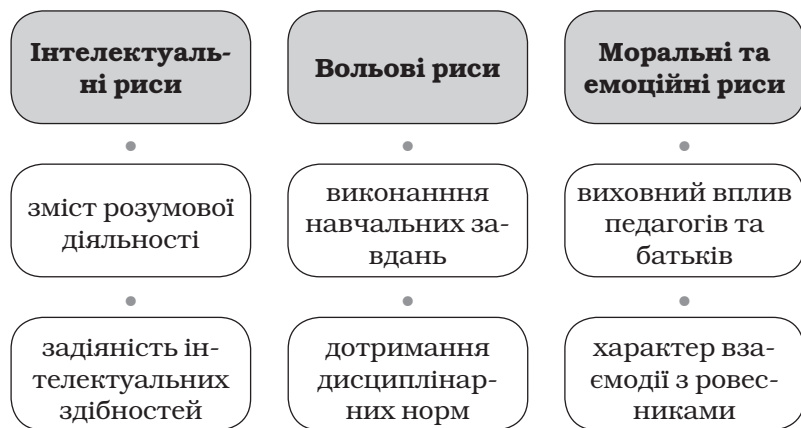 Інтелектуаль-
ні риси
Вольові риси
Моральні та
емоційні риси
зміст розумової
діяльності
виконанння
навчальних за-
вдань
виховний вплив
педагогів та
батьків
задіяність ін-
телектуальних
здібностей
дотримання
дисциплінар-
них норм
характер вза-
ємодії з ровес-
никами